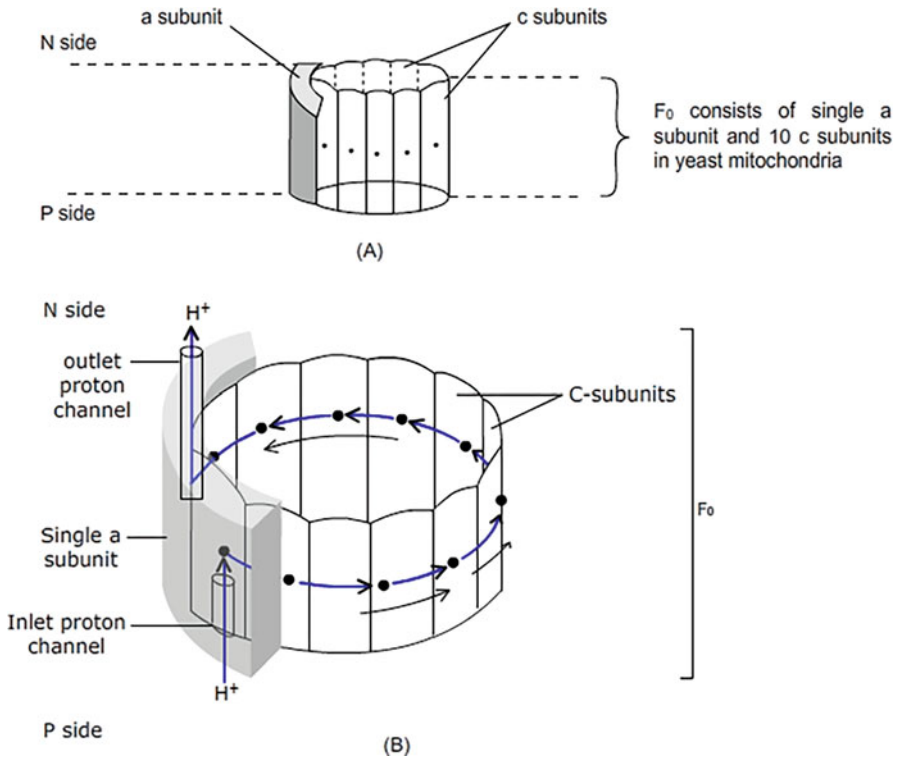 a subunit
c subunits
N side
F₀ consists of single a
subunit and 10 c subunits
in yeast mitochondria
P side
(A)
N side
H⁺
outlet
proton
channel
C-subunits
F₀
Single a
subunit
Inlet proton
channel
H⁺
P side
(B)